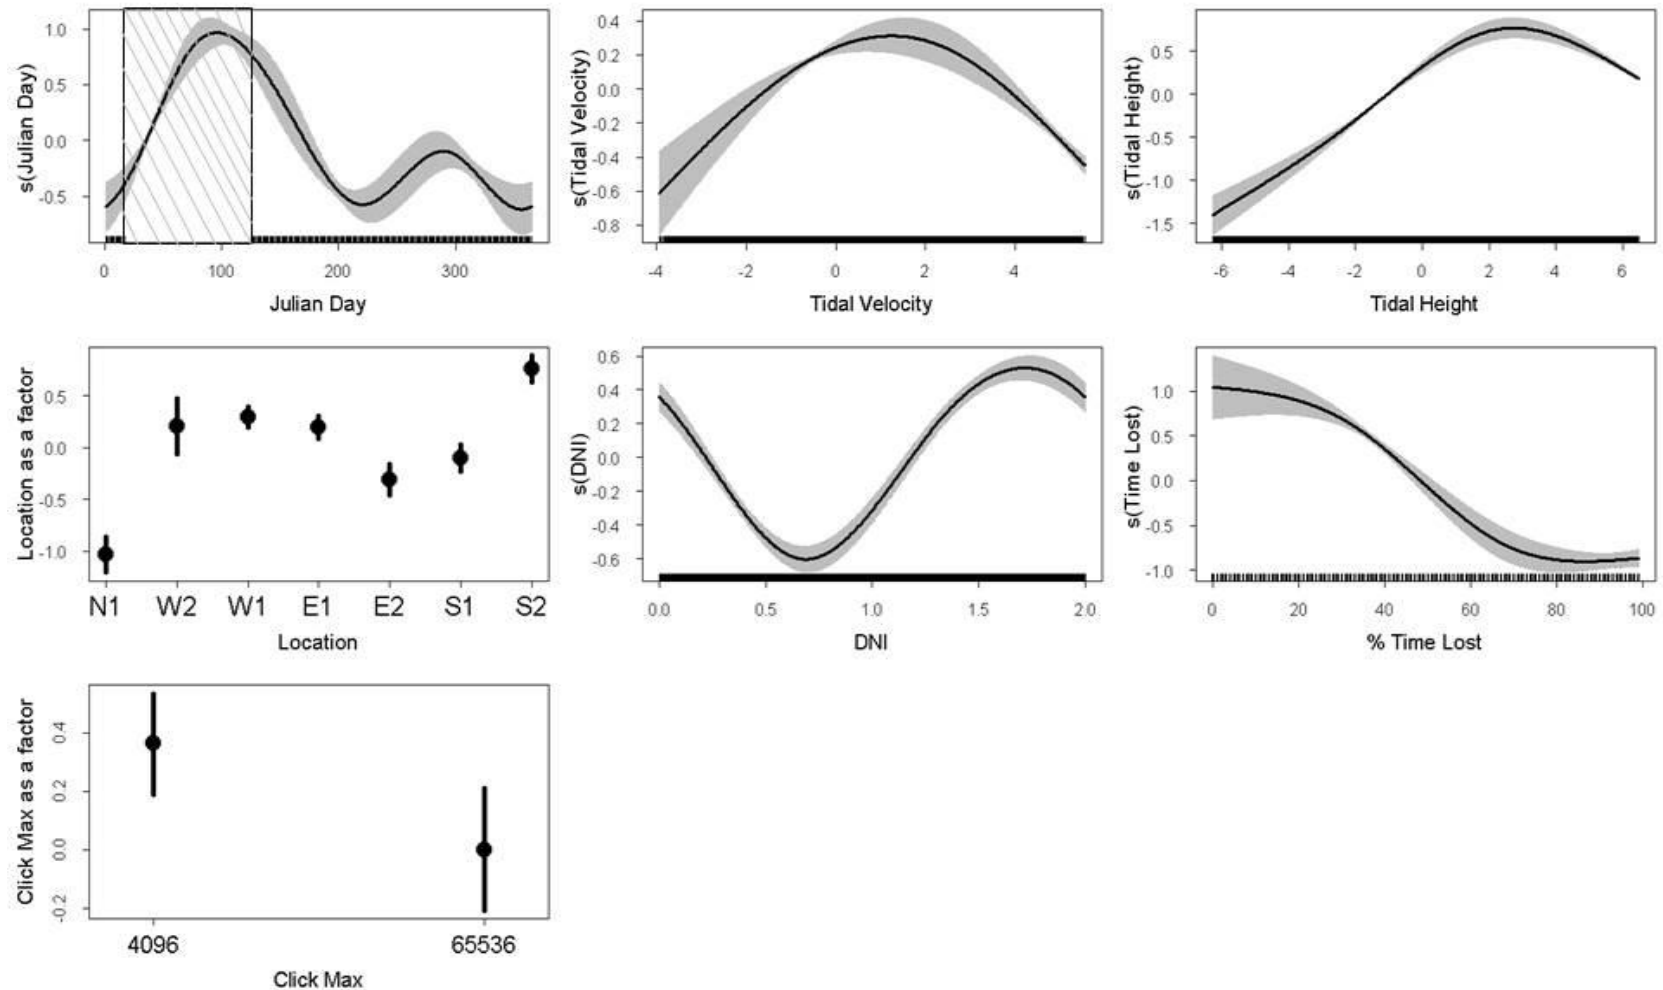 s(Julian Day)
1.0
0.5
0.0
-0.5
0 100 200 300
Julian Day
s(Tidal Velocity)
0.4
0.2
0.0
-0.2
-0.4
-0.6
-0.8
-4 -2 0 2 4
Tidal Velocity
s(Tidal Height)
0.5
0.0
-0.5
-1.0
-1.5
-6 -4 -2 0 2 4 6
Tidal Height
Location as a factor
0.5
0.0
-0.5
-1.0
N1 W2 W1 E1 E2 S1 S2
Location
s(DNI)
0.6
0.4
0.2
0.0
-0.2
-0.4
-0.6
0.0 0.5 1.0 1.5 2.0
DNI
s(Time Lost)
1.0
0.5
0.0
-0.5
-1.0
0 20 40 60 80 100
% Time Lost
Click Max as a factor
0.4
0.2
0.0
-0.2
4096 65536
Click Max